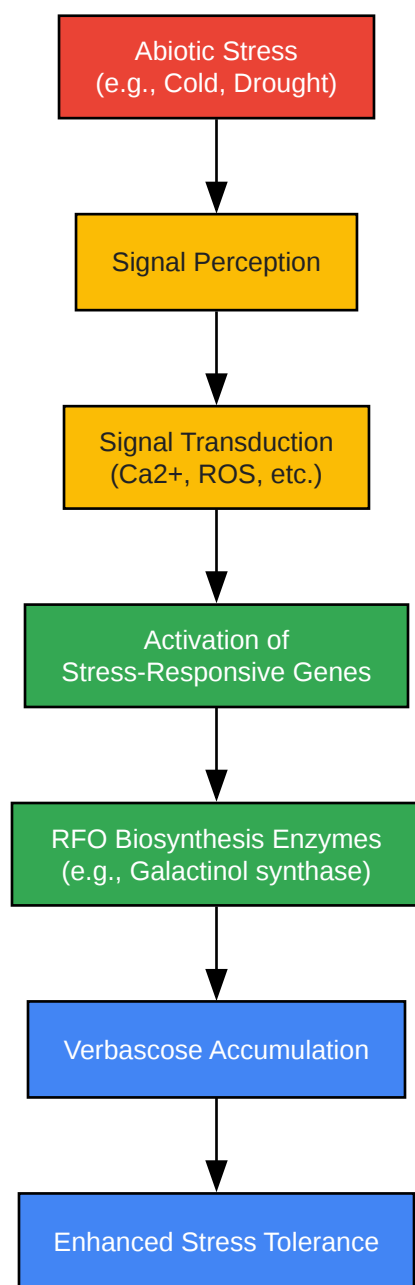 Abiotic Stress
(e.g., Cold, Drought)
Signal Perception
Signal Transduction
(Ca2+, ROS, etc.)
Activation of
Stress-Responsive Genes
RFO Biosynthesis Enzymes
(e.g., Galactinol synthase)
Verbascose Accumulation
Enhanced Stress Tolerance